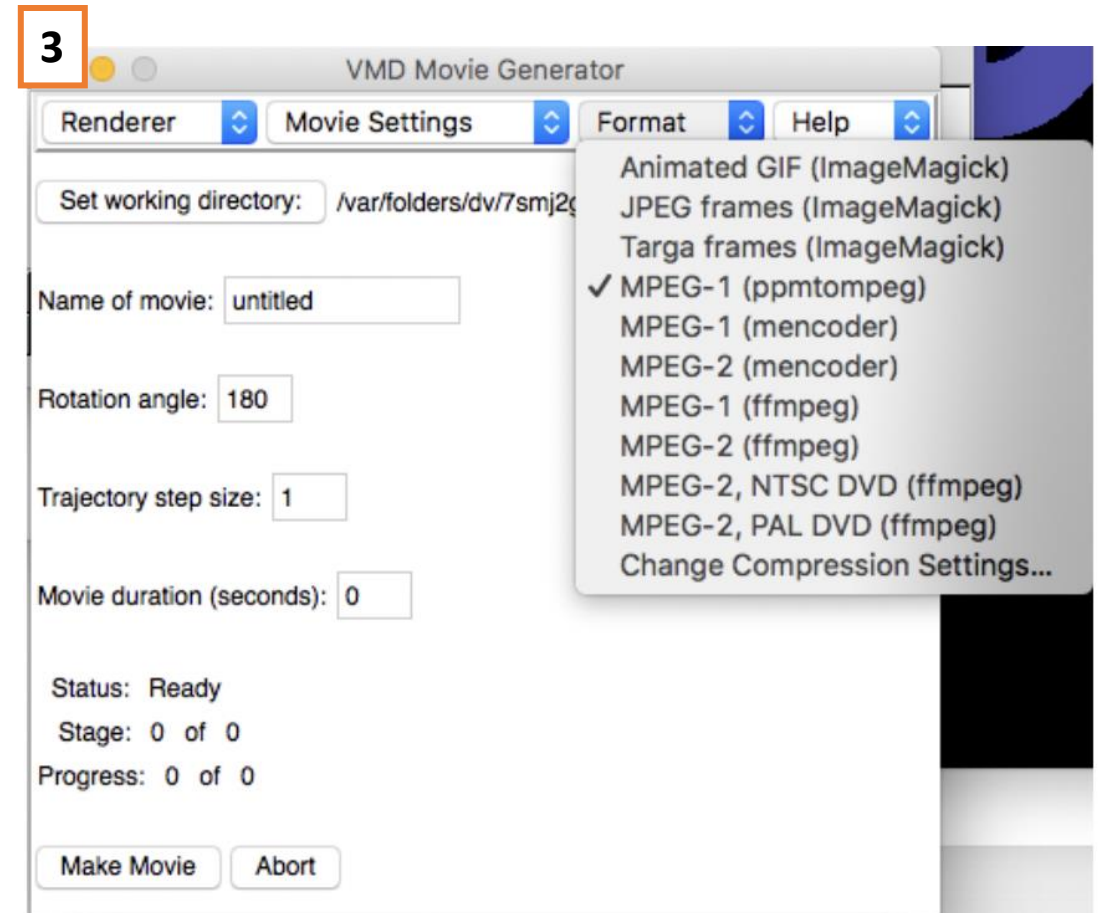 3
VMD Movie Generator
Renderer Movie Settings Format Help
Animated GIF (ImageMagick)
JPEG frames (ImageMagick)
Targa frames (ImageMagick)
✓ MPEG-1 (ppmtompeg)
MPEG-1 (mencoder)
MPEG-2 (mencoder)
MPEG-1 (ffmpeg)
MPEG-2 (ffmpeg)
MPEG-2, NTSC DVD (ffmpeg)
MPEG-2, PAL DVD (ffmpeg)
Change Compression Settings...
Set working directory: /var/folders/dv/7smj2g
Name of movie: untitled
Rotation angle: 180
Trajectory step size: 1
Movie duration (seconds): 0
Status: Ready
Stage: 0 of 0
Progress: 0 of 0
Make Movie Abort